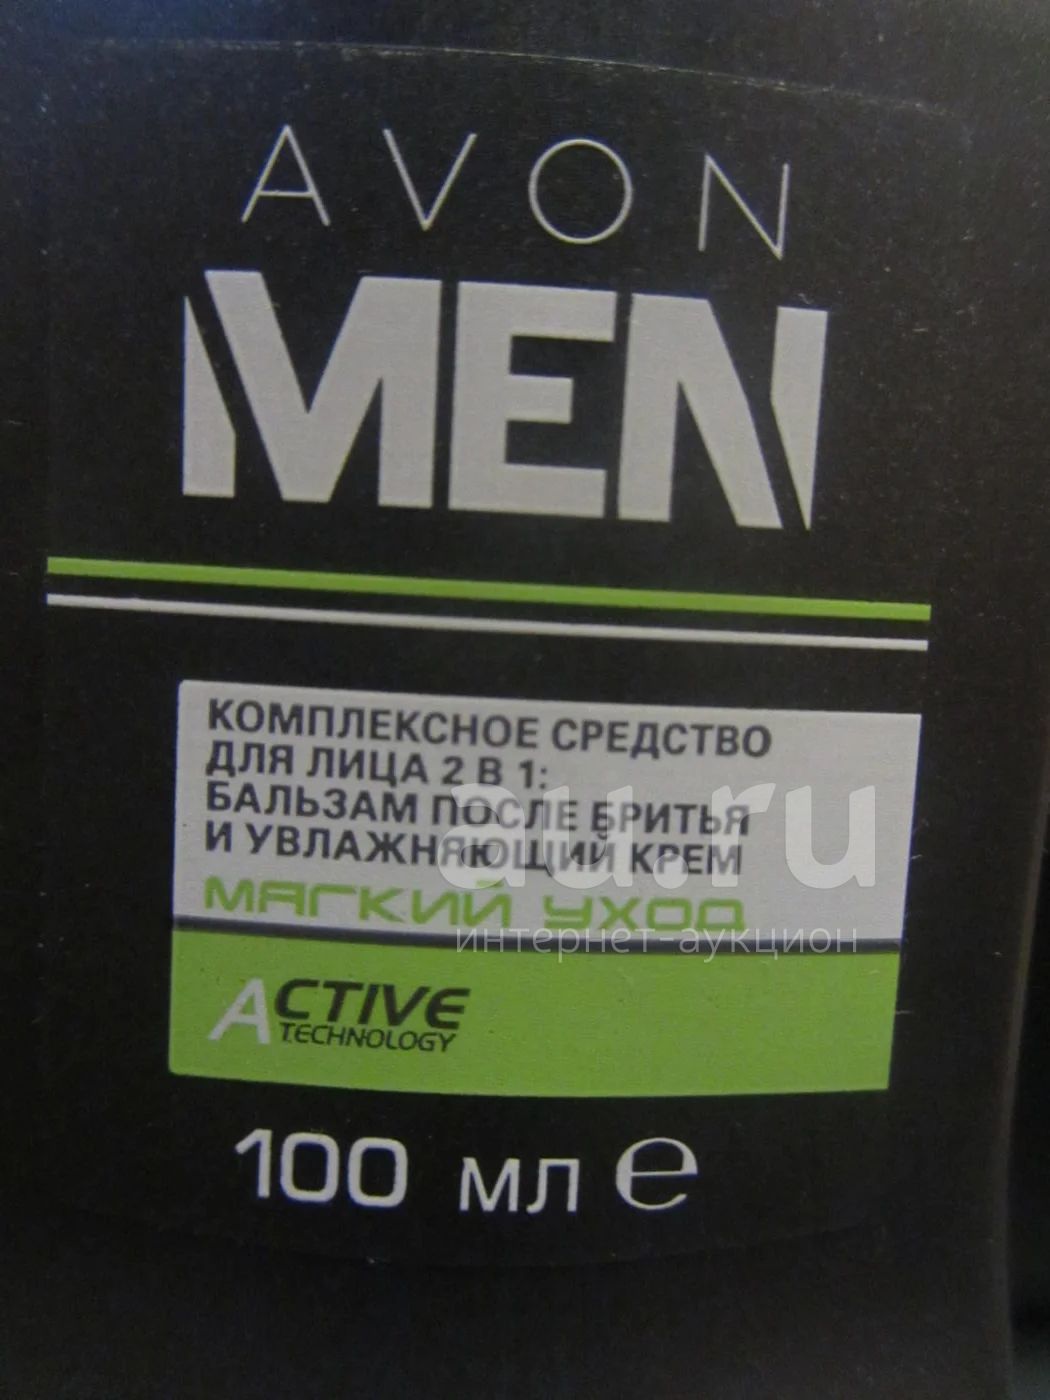 AVON
MEN
КОМПЛЕКСНОЕ СРЕДСТВО
ДЛЯ ЛИЦА 2 В 1:
БАЛЬЗАМ ПОСЛЕ БРИТЬЯ
И УВЛАЖНЯЮЩИЙ КРЕМ
МЯГКИЙ УХОД
au.ru
интернет-аукцион
ACTIVE
TECHNOLOGY
100 мл ℮